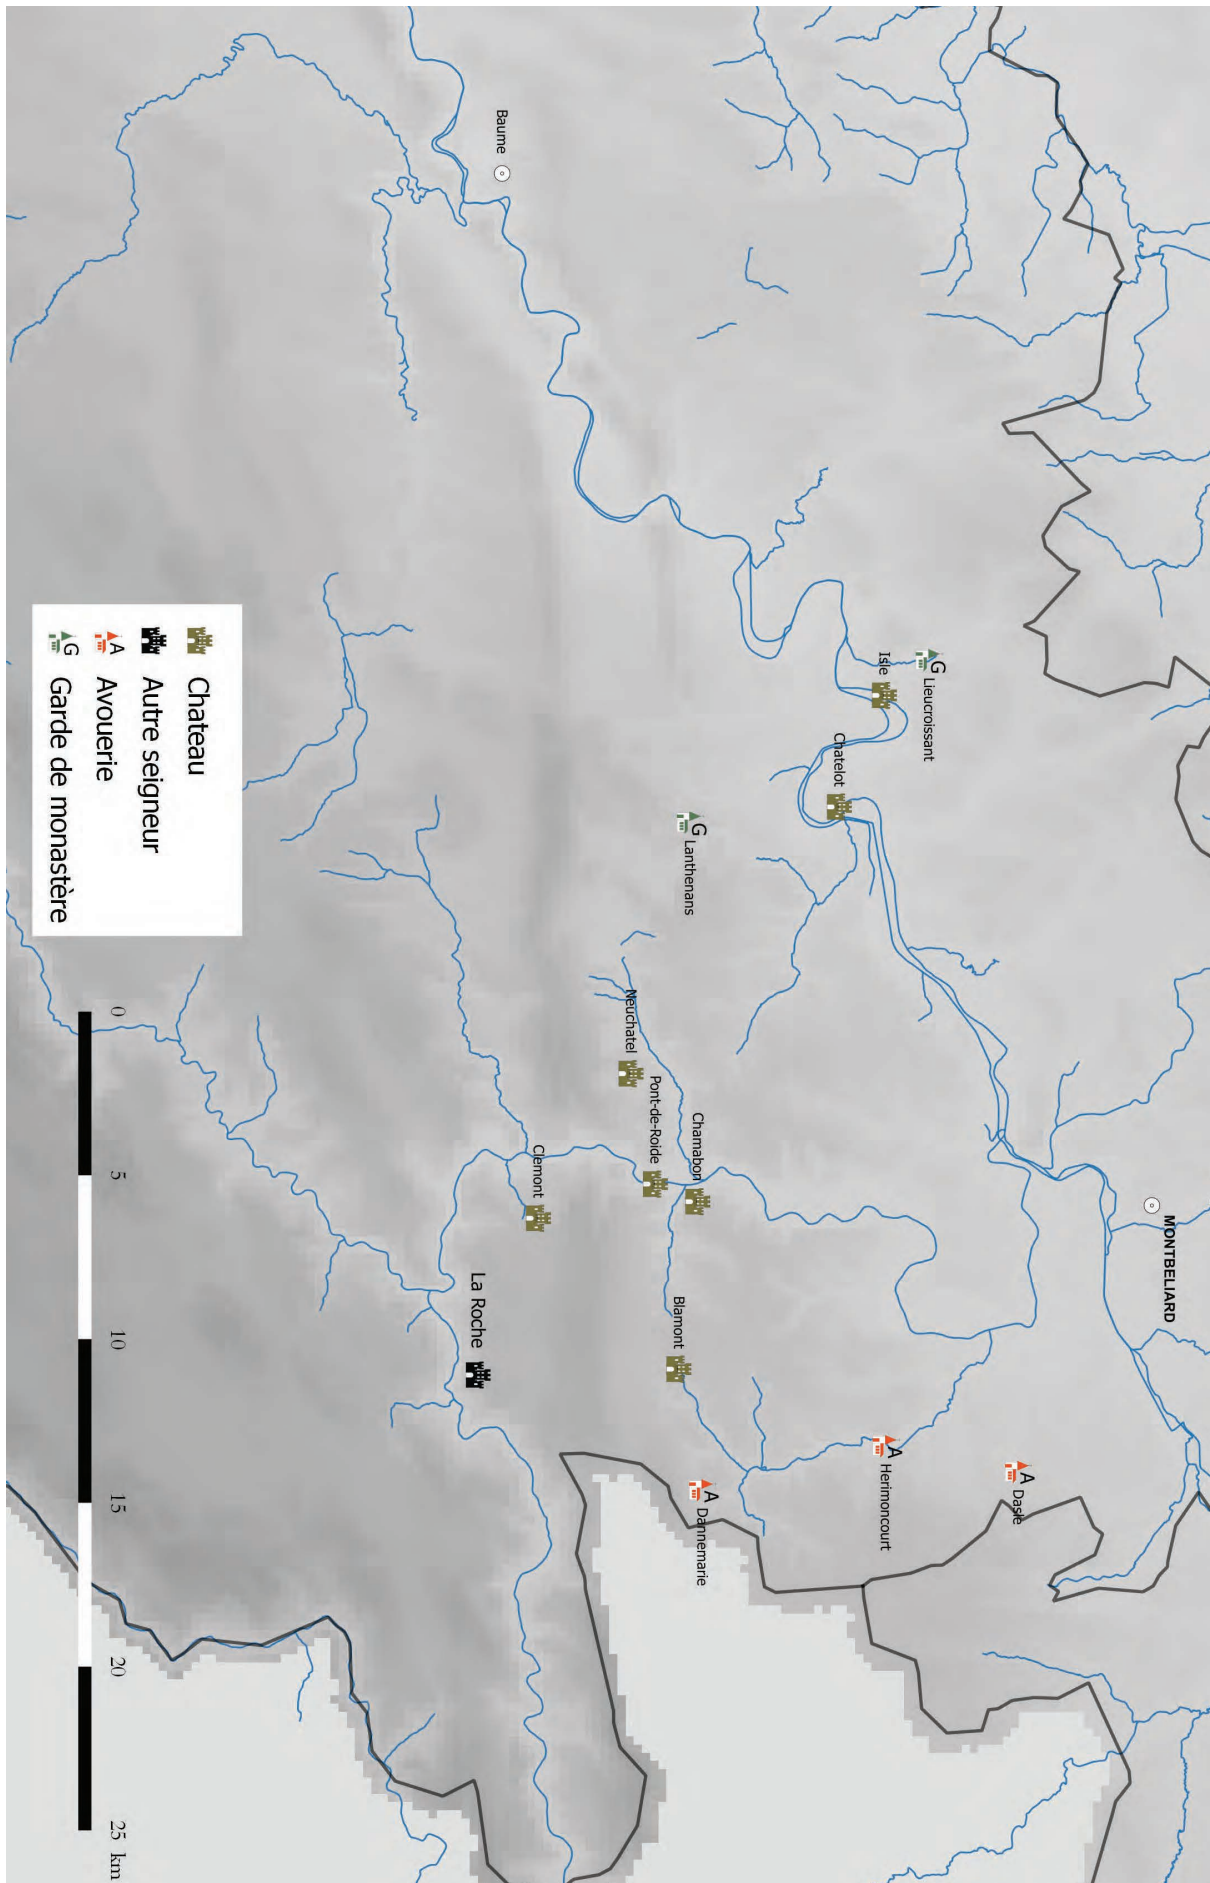 MONTBELIARD
A Dasle
G Lieucroissant
Isle
A Herimoncourt
Chatelot
A Dannemarie
Chamabon
G Lanthenans
Blamont
Pont-de-Roide
Neuchatel
Clemont
Baume
La Roche
Chateau
Autre seigneur
A Avouerie
G Garde de monastère
0 5 10 15 20 25 km